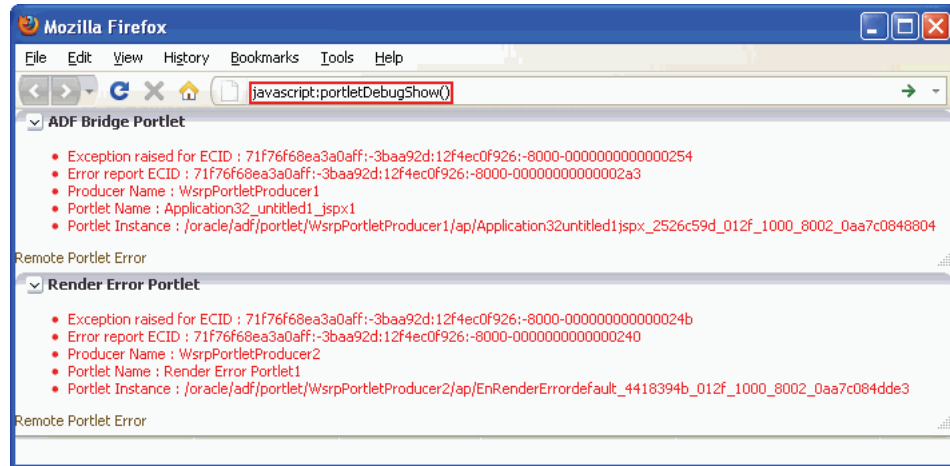 Mozilla Firefox
File Edit View History Bookmarks Tools Help
javascript:portletDebugShow()
ADF Bridge Portlet
Exception raised for ECID : 71f76f68ea3a0aff:-3baa92d:12f4ec0f926:-8000-0000000000000254
Error report ECID : 71f76f68ea3a0aff:-3baa92d:12f4ec0f926:-8000-00000000000002a3
Producer Name : WsrpPortletProducer1
Portlet Name : Application32_untitled1_jspx1
Portlet Instance : /oracle/adf/portlet/WsrpPortletProducer1/ap/Application32untitled1jspx_2526c59d_012f_1000_8002_0aa7c0848804
Remote Portlet Error
Render Error Portlet
Exception raised for ECID : 71f76f68ea3a0aff:-3baa92d:12f4ec0f926:-8000-000000000000024b
Error report ECID : 71f76f68ea3a0aff:-3baa92d:12f4ec0f926:-8000-0000000000000240
Producer Name : WsrpPortletProducer2
Portlet Name : Render Error Portlet1
Portlet Instance : /oracle/adf/portlet/WsrpPortletProducer2/ap/EnRenderErrordefault_4418394b_012f_1000_8002_0aa7c084dde3
Remote Portlet Error